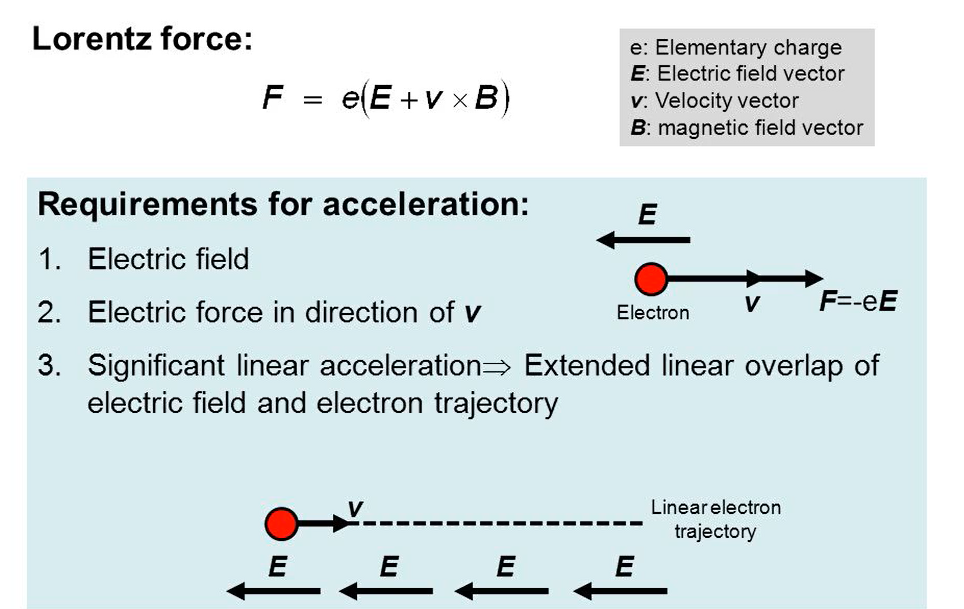 Lorentz force:
F = e(E + v × B)
e: Elementary charge
E: Electric field vector
v: Velocity vector
B: magnetic field vector
Requirements for acceleration:
1. Electric field
2. Electric force in direction of v
3. Significant linear acceleration⇒ Extended linear overlap of
electric field and electron trajectory
E
Electron
v
F=-eE
v
Linear electron
trajectory
E
E
E
E